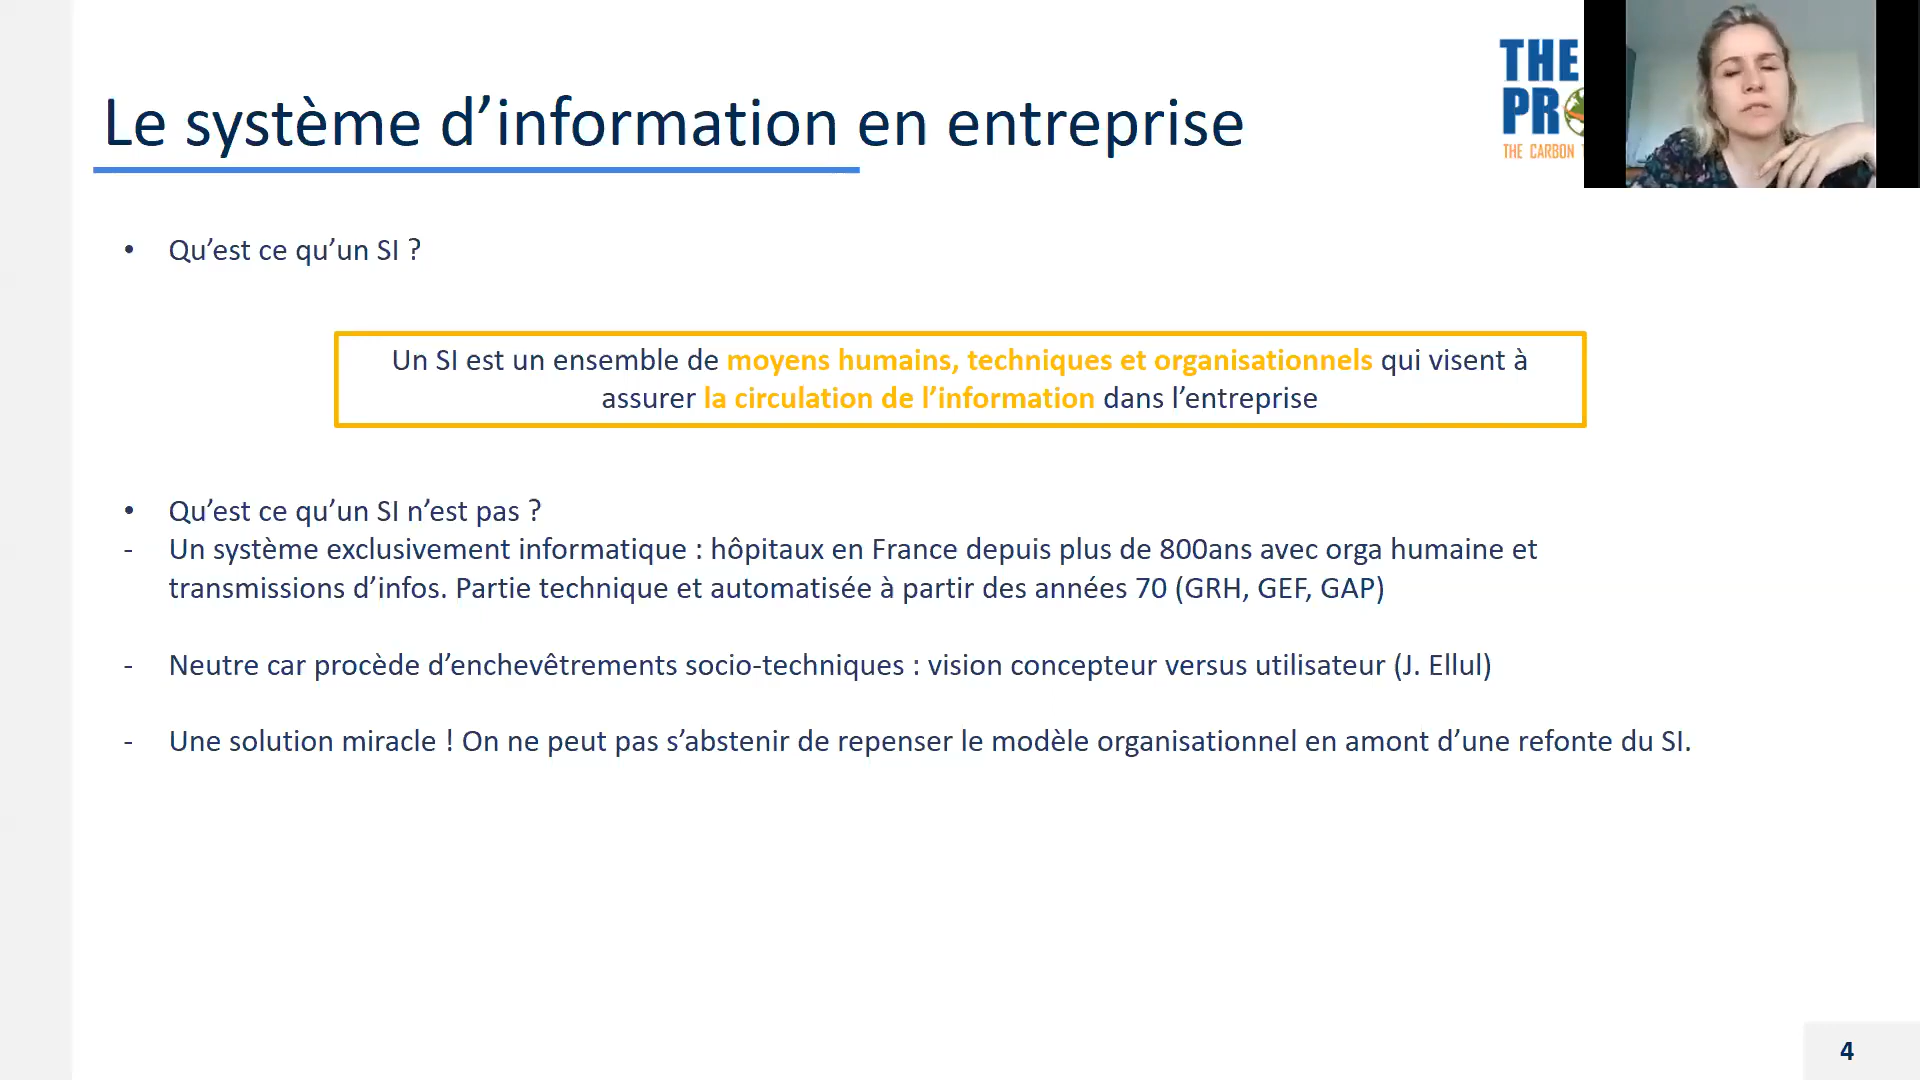 Le système d’information en entreprise
THE
PR
THE CARBON
• Qu’est ce qu’un SI ?
Un SI est un ensemble de moyens humains, techniques et organisationnels qui visent à
assurer la circulation de l’information dans l’entreprise
• Qu’est ce qu’un SI n’est pas ?
- Un système exclusivement informatique : hôpitaux en France depuis plus de 800ans avec orga humaine et
transmissions d’infos. Partie technique et automatisée à partir des années 70 (GRH, GEF, GAP)
- Neutre car procède d’enchevêtrements socio-techniques : vision concepteur versus utilisateur (J. Ellul)
- Une solution miracle ! On ne peut pas s’abstenir de repenser le modèle organisationnel en amont d’une refonte du SI.
4